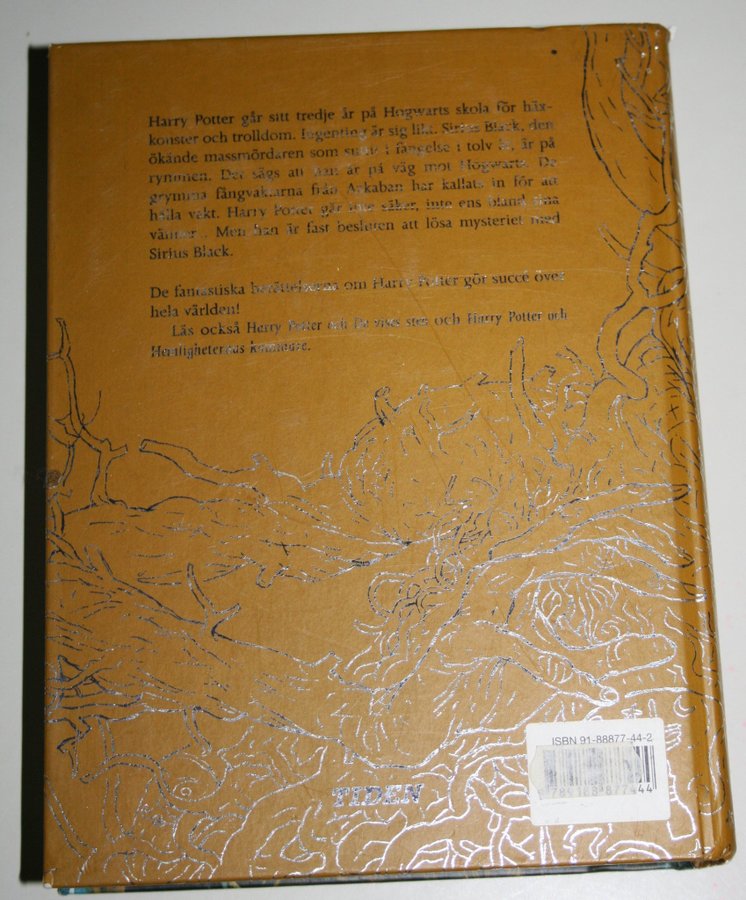 Harry Potter går sitt tredje år på Hogwarts skola för häx-
konster och trolldom. Ingenting är sig likt. Sirius Black, den
ökände massmördaren som suttit i fängelse i tolv år, är på
rymmen. Det sägs att han är på väg mot Hogwarts. De
grymma fångvaktarna från Azkaban har kallats in för att
hålla vakt. Harry Potter går inte säker, inte ens bland sina
vänner... Men han är fast besluten att lösa mysteriet med
Sirius Black.
De fantastiska berättelserna om Harry Potter gör succé över
hela världen!
Läs också Harry Potter och De vises sten och Harry Potter och
Hemligheternas kammare.
ISBN 91-88877-44-2
TIDEN